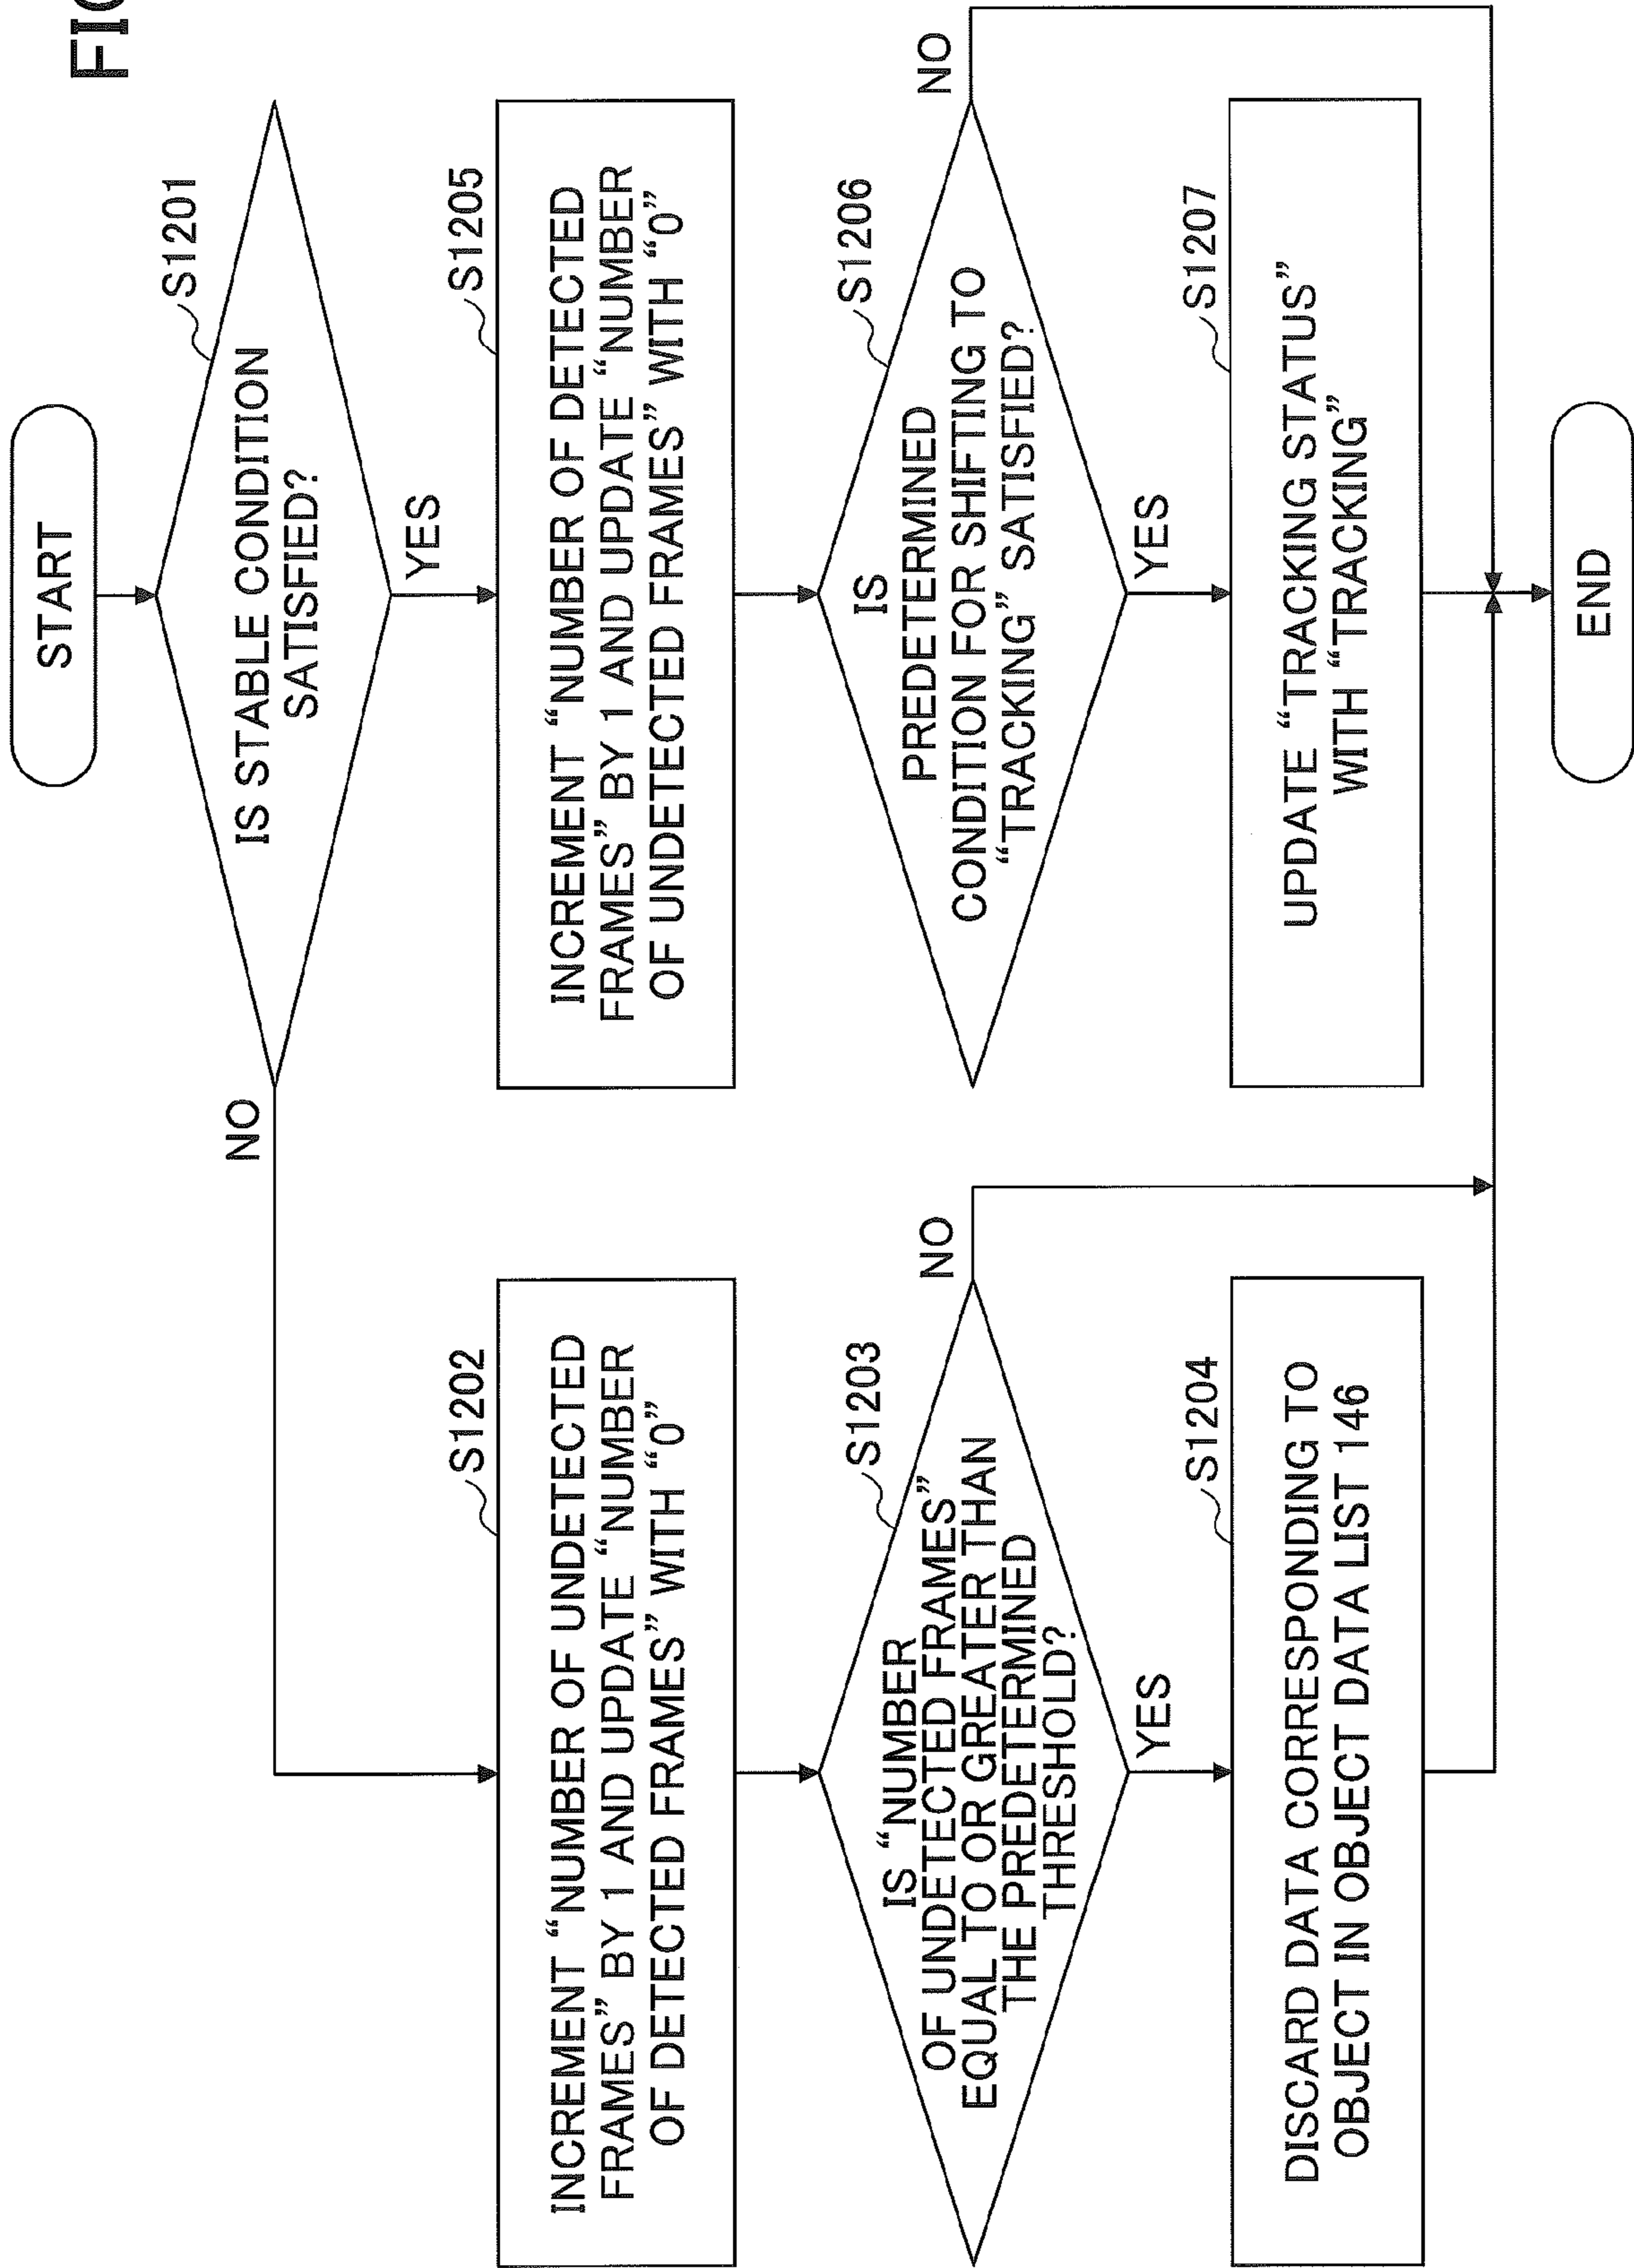 FIG
START
S1201
IS STABLE CONDITION
SATISFIED?
NO
YES
S1202
INCREMENT “NUMBER OF UNDETECTED
FRAMES” BY 1 AND UPDATE “NUMBER
OF DETECTED FRAMES” WITH “0”
S1205
INCREMENT “NUMBER OF DETECTED
FRAMES” BY 1 AND UPDATE “NUMBER
OF UNDETECTED FRAMES” WITH “0”
S1203
IS “NUMBER
OF UNDETECTED FRAMES”
EQUAL TO OR GREATER THAN
THE PREDETERMINED
THRESHOLD?
NO
YES
S1206
IS
PREDETERMINED
CONDITION FOR SHIFTING TO
“TRACKING” SATISFIED?
NO
YES
S1204
DISCARD DATA CORRESPONDING TO
OBJECT IN OBJECT DATA LIST 146
S1207
UPDATE “TRACKING STATUS”
WITH “TRACKING”
END